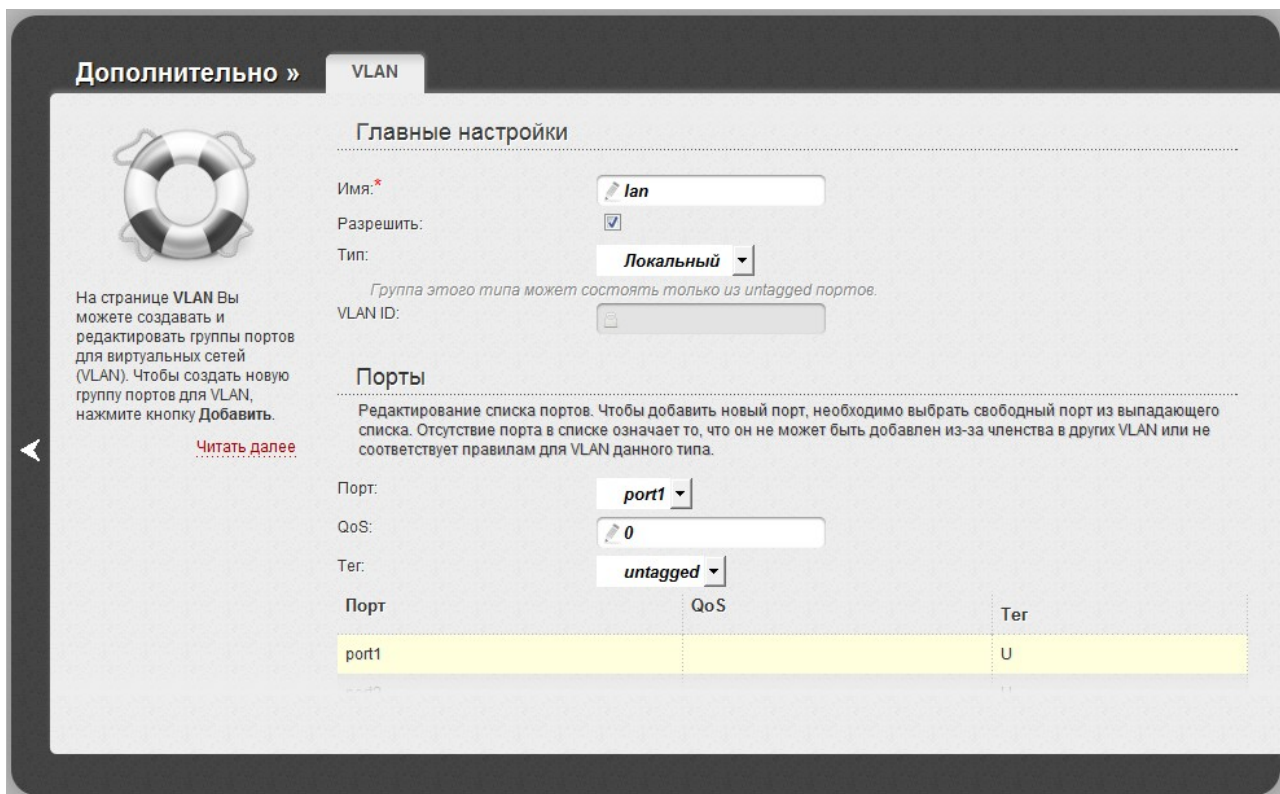 Дополнительно »
VLAN
На странице VLAN Вы
можете создавать и
редактировать группы портов
для виртуальных сетей
(VLAN). Чтобы создать новую
группу портов для VLAN,
нажмите кнопку Добавить.
Читать далее
Главные настройки
Имя:*
lan
Разрешить:
Тип:
Локальный
Группа этого типа может состоять только из untagged портов.
VLAN ID:
Порты
Редактирование списка портов. Чтобы добавить новый порт, необходимо выбрать свободный порт из выпадающего
списка. Отсутствие порта в списке означает то, что он не может быть добавлен из-за членства в других VLAN или не
соответствует правилам для VLAN данного типа.
Порт:
port1
QoS:
0
Тег:
untagged
Порт QoS Тег
port1 U